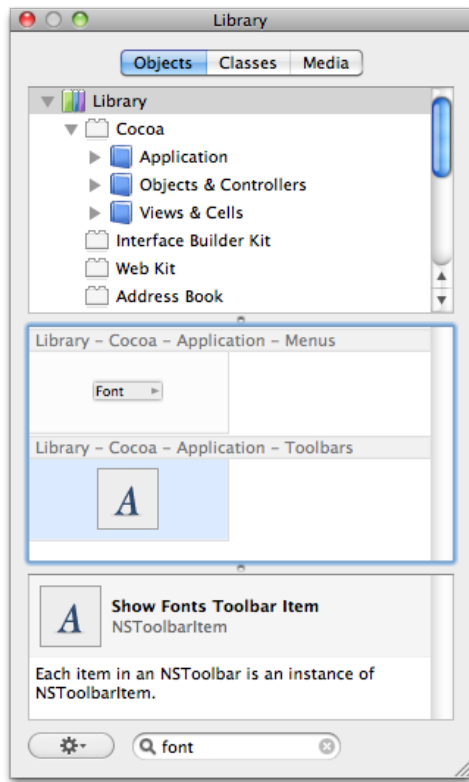 Library
Objects Classes Media
Library
Cocoa
Application
Objects & Controllers
Views & Cells
Interface Builder Kit
Web Kit
Address Book
Library – Cocoa – Application – Menus
Font
Library – Cocoa – Application – Toolbars
A
A
Show Fonts Toolbar Item
NSToolbarItem
Each item in an NSToolbar is an instance of
NSToolbarItem.
font